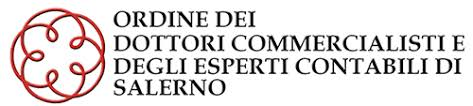 ORDINE DEI
DOTTORI COMMERCIALISTI E
DEGLI ESPERTI CONTABILI DI
SALERNO